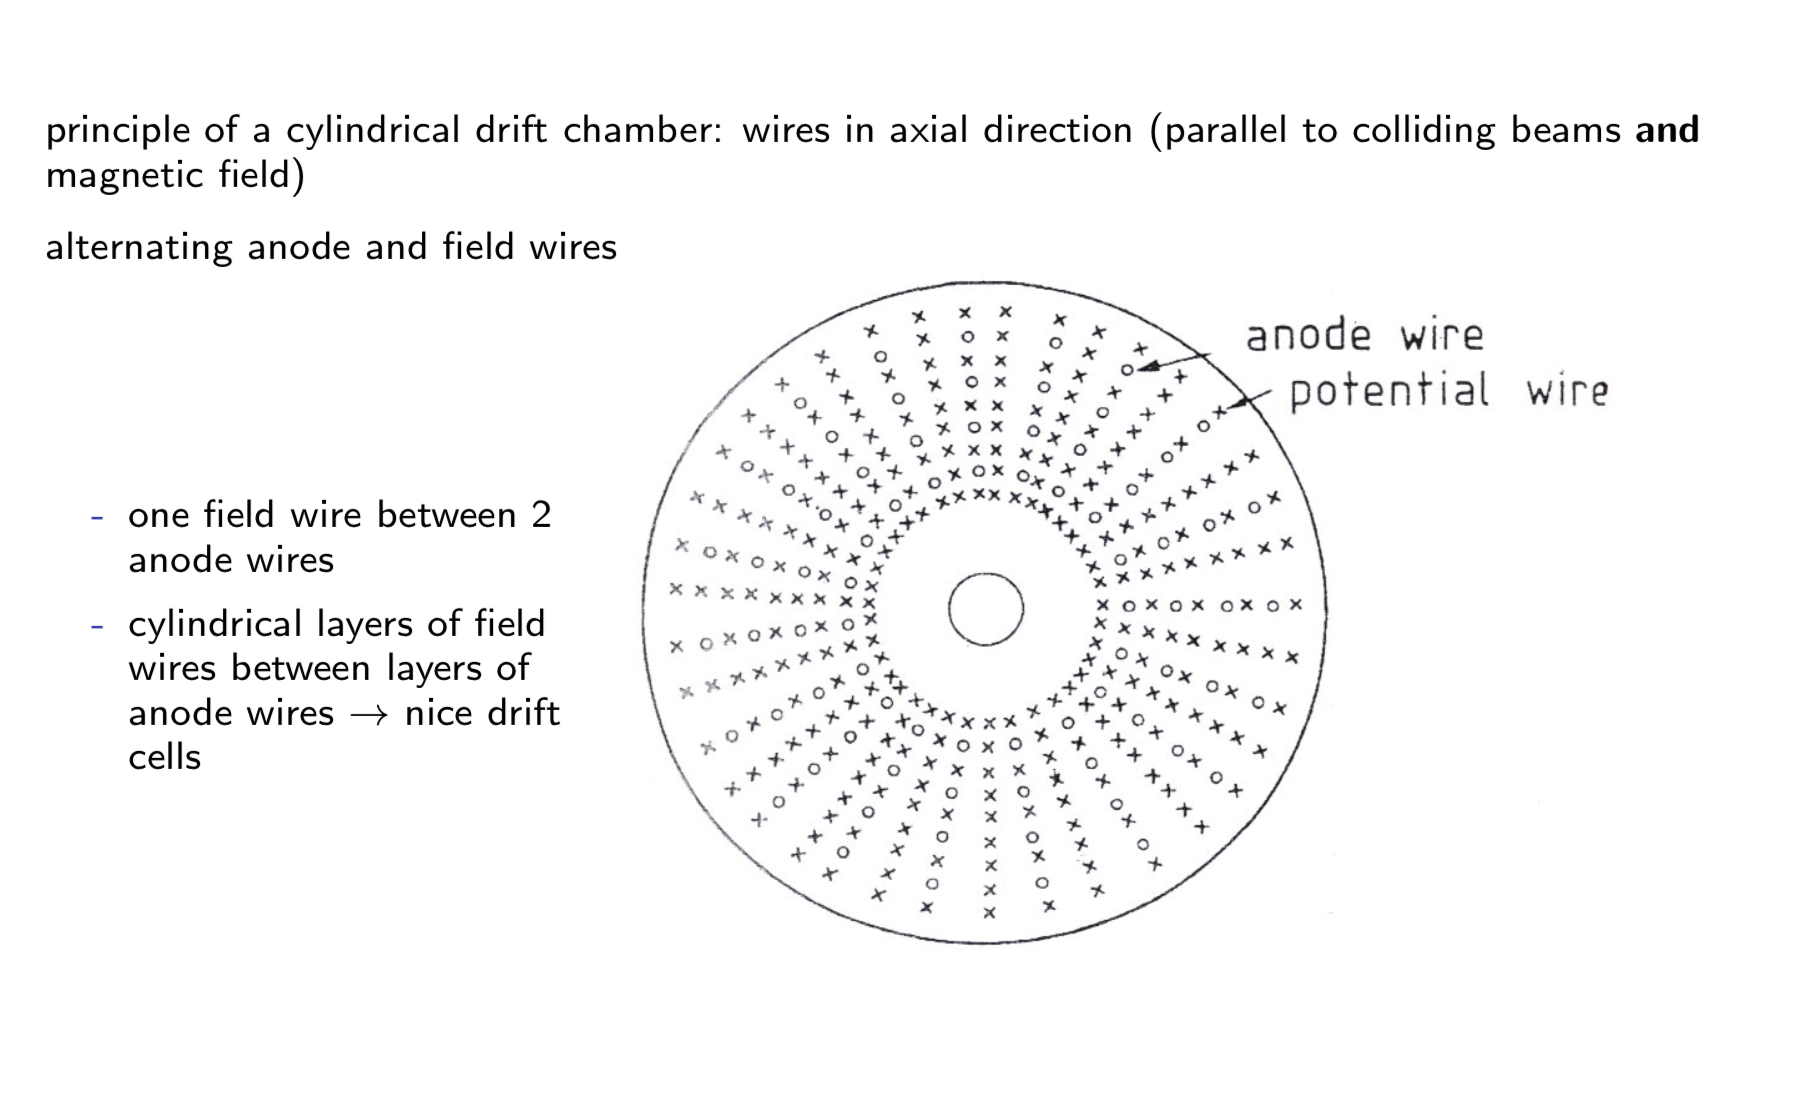 principle of a cylindrical drift chamber: wires in axial direction (parallel to colliding beams and
magnetic field)
alternating anode and field wires
anode wire
potential wire
- one field wire between 2
anode wires
- cylindrical layers of field
wires between layers of
anode wires → nice drift
cells